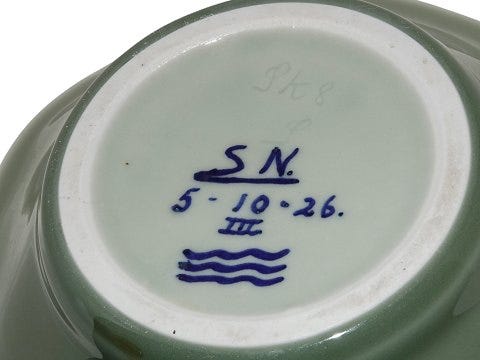 S N.
5-10.26.
III